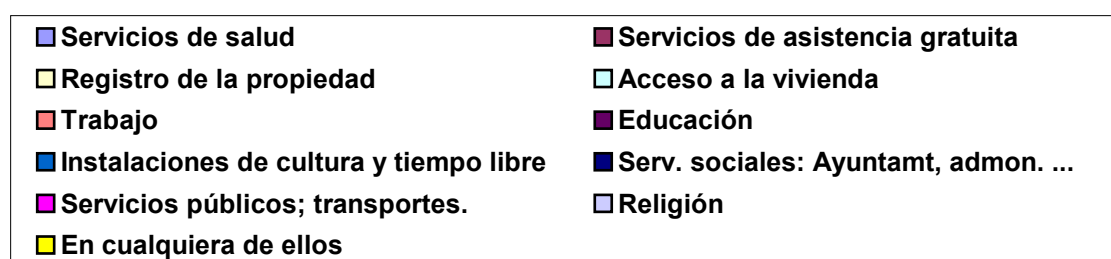 Servicios de salud
Servicios de asistencia gratuita
Registro de la propiedad
Acceso a la vivienda
Trabajo
Educación
Instalaciones de cultura y tiempo libre
Serv. sociales: Ayuntamt, admon. ...
Servicios públicos; transportes.
Religión
En cualquiera de ellos